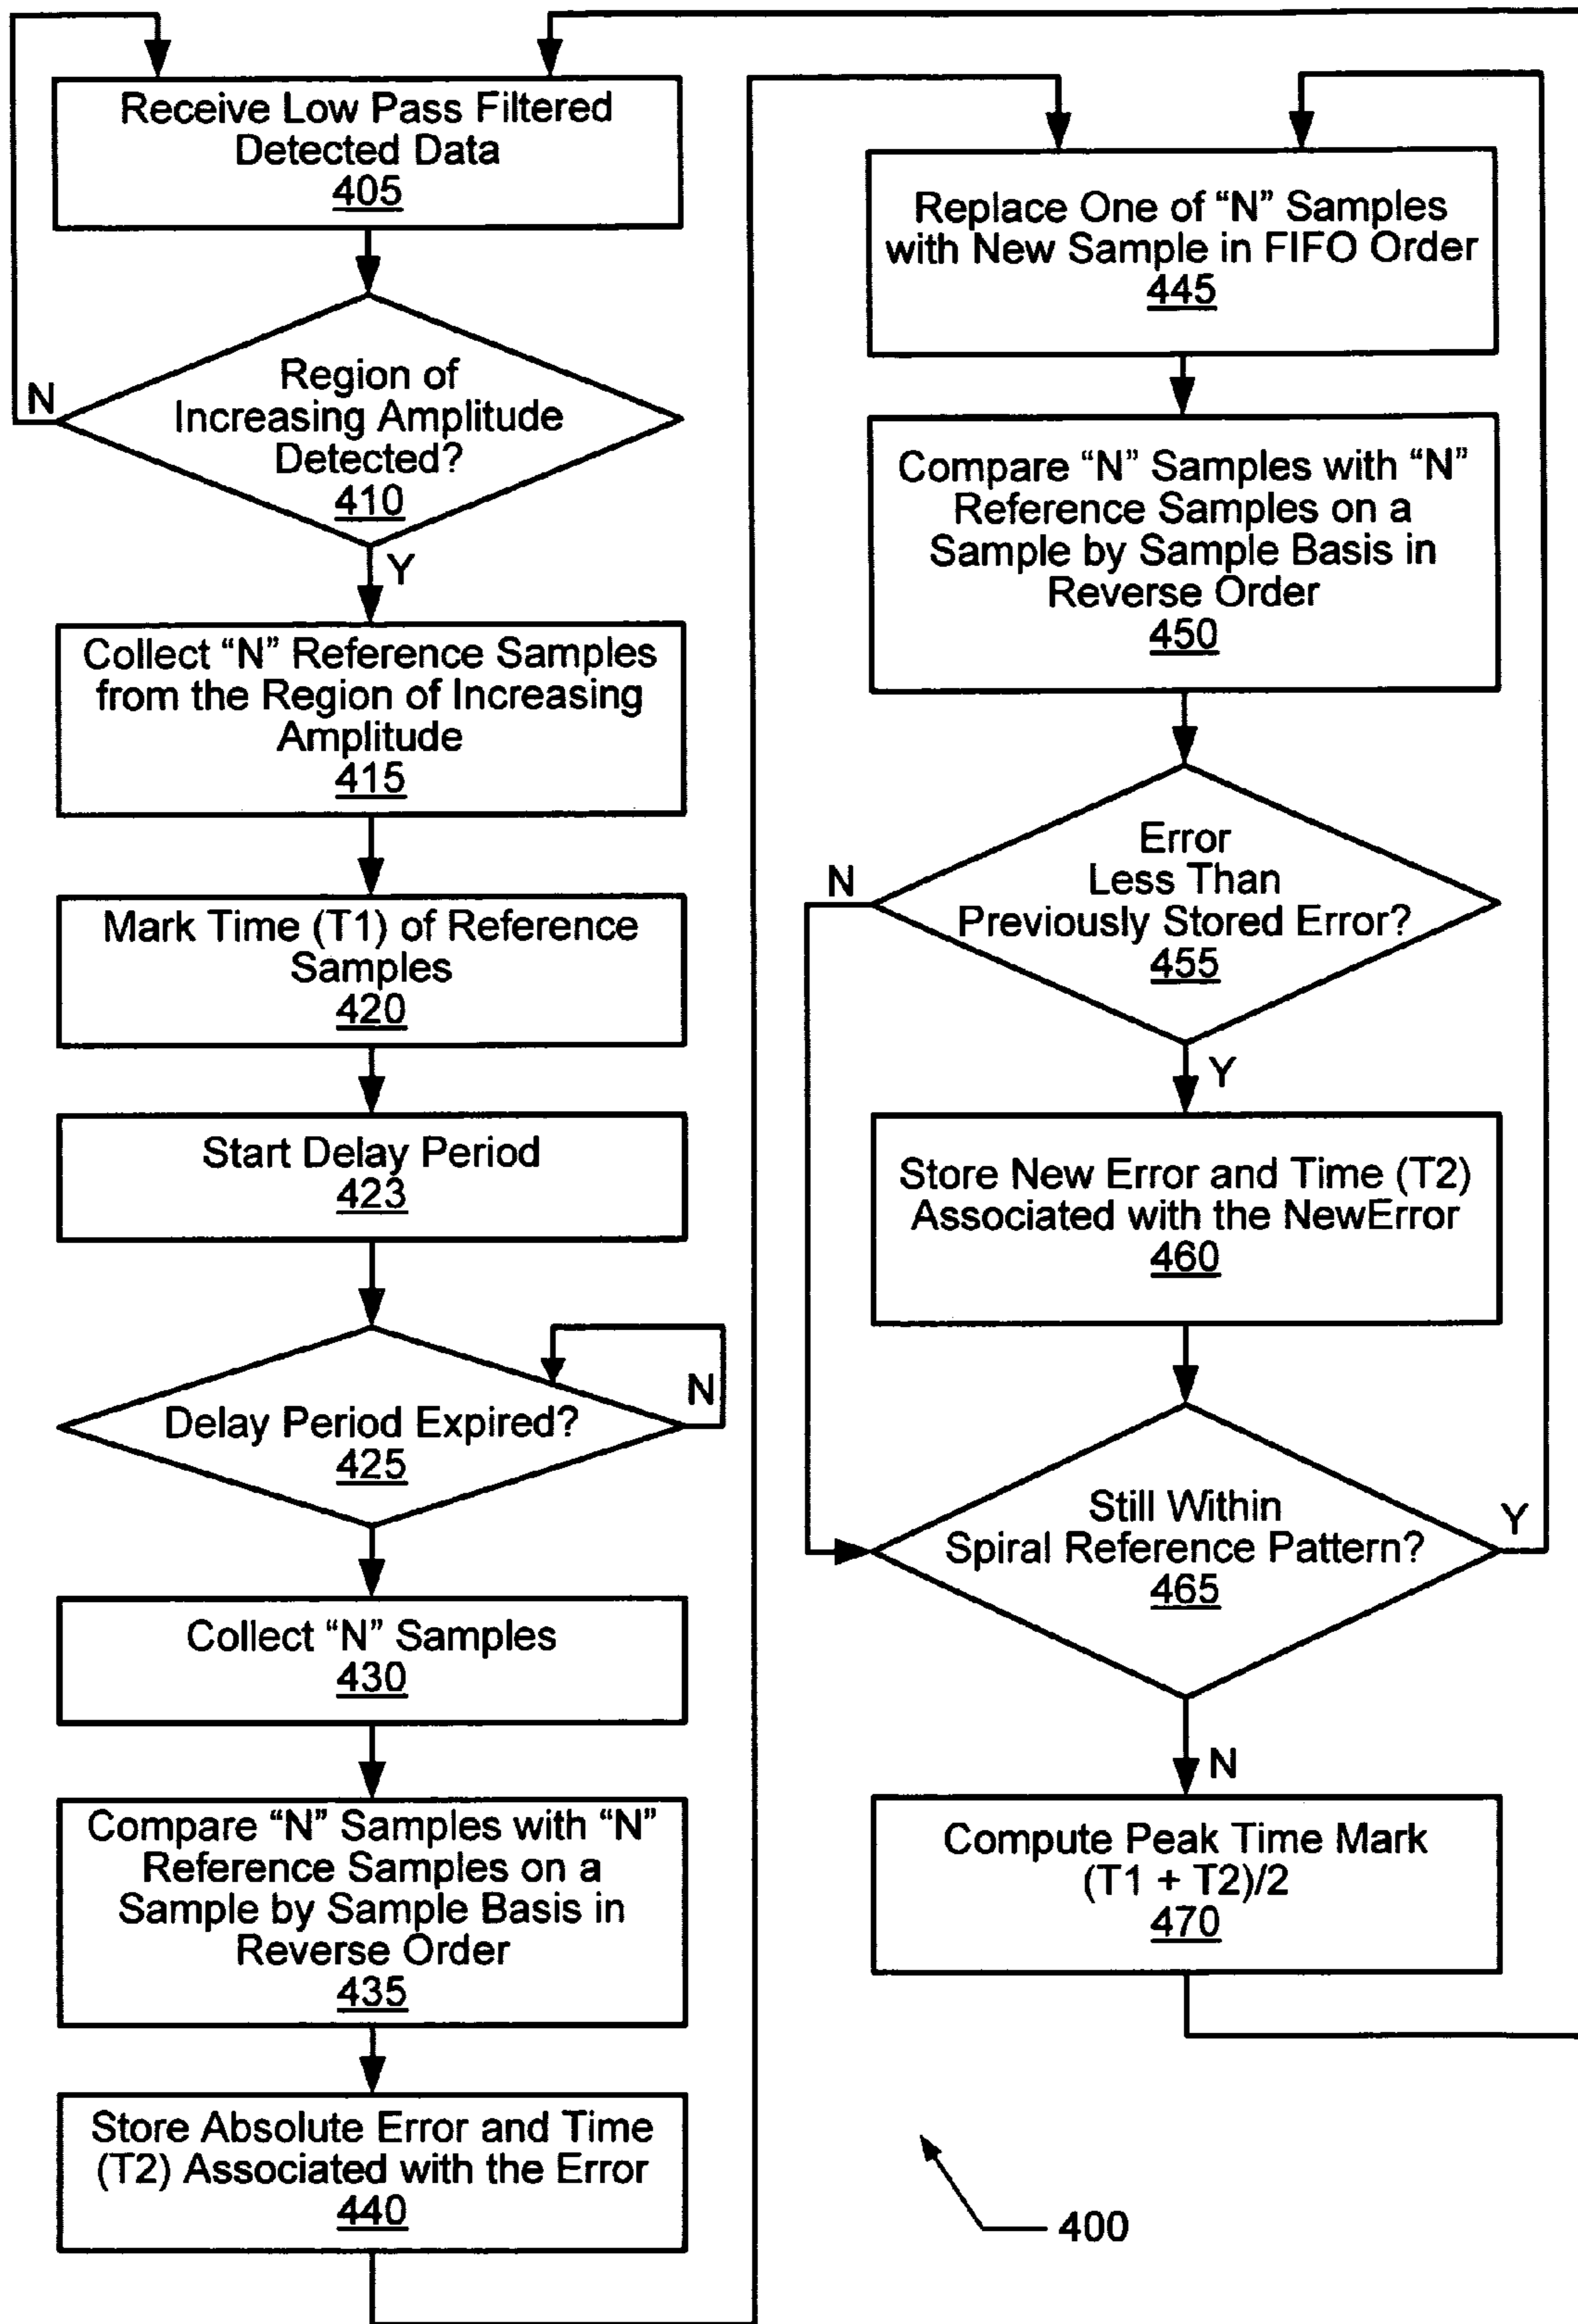 Receive Low Pass Filtered
Detected Data
405
N
Region of
Increasing Amplitude
Detected?
410
Y
Collect “N” Reference Samples
from the Region of Increasing
Amplitude
415
Mark Time (T1) of Reference
Samples
420
Start Delay Period
423
N
Delay Period Expired?
425
Collect “N” Samples
430
Compare “N” Samples with “N”
Reference Samples on a
Sample by Sample Basis in
Reverse Order
435
Store Absolute Error and Time
(T2) Associated with the Error
440
Replace One of “N” Samples
with New Sample in FIFO Order
445
Compare “N” Samples with “N”
Reference Samples on a
Sample by Sample Basis in
Reverse Order
450
N
Error
Less Than
Previously Stored Error?
455
Y
Store New Error and Time (T2)
Associated with the NewError
460
Still Within
Spiral Reference Pattern?
465
Y
N
Compute Peak Time Mark
(T1 + T2)/2
470
400